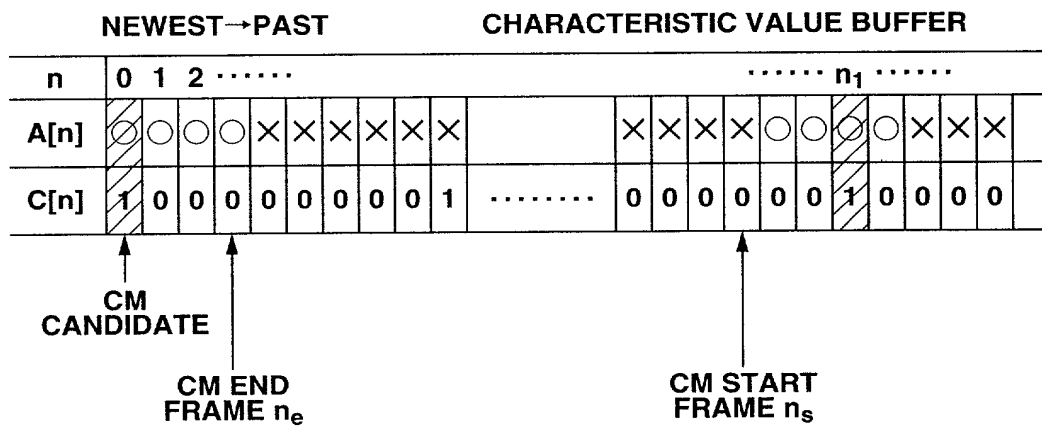 NEWEST→PAST CHARACTERISTIC VALUE BUFFER
n 0 1 2 ······ ······ n₁ ······
A[n] ○ ○ ○ ○ × × × × × × × × × × ○ ○ ○ ○ × × ×
C[n] 1 0 0 0 0 0 0 0 0 1 ········ 0 0 0 0 0 0 1 0 0 0 0
CM
CANDIDATE
CM END
FRAME nₑ
CM START
FRAME nₛ